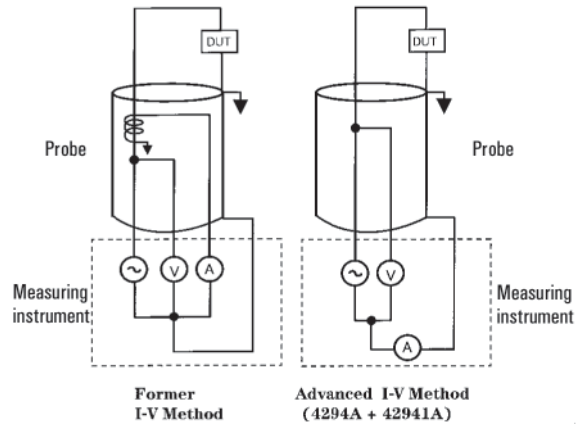 DUT
DUT
Probe
Probe
V
A
V
Measuring
instrument
A
Measuring
instrument
Former
I-V Method
Advanced I-V Method
(4294A + 42941A)